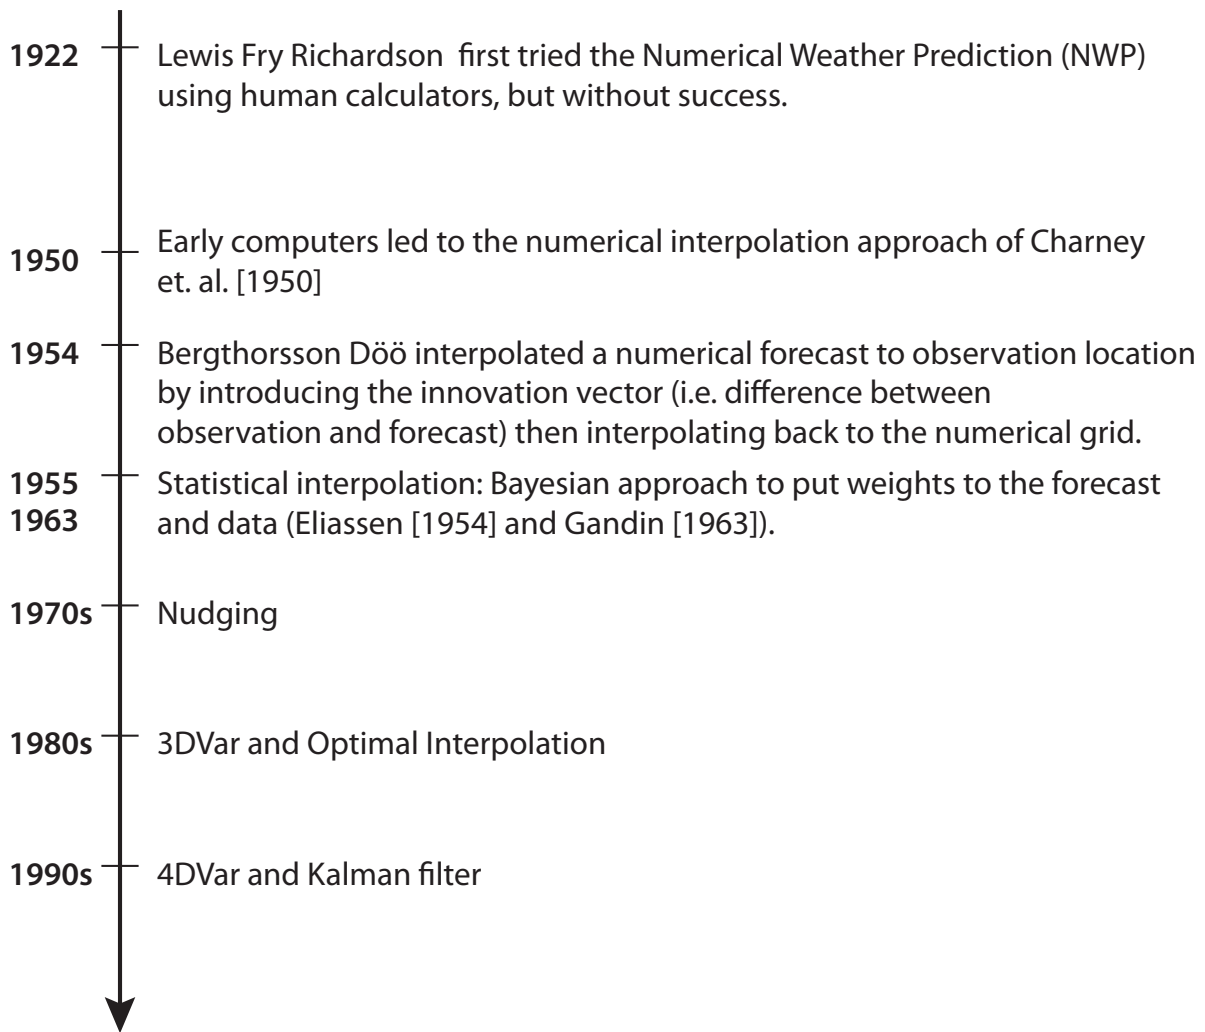 1922 Lewis Fry Richardson first tried the Numerical Weather Prediction (NWP)
using human calculators, but without success.
1950 Early computers led to the numerical interpolation approach of Charney
et. al. [1950]
1954 Bergthorsson Döö interpolated a numerical forecast to observation location
by introducing the innovation vector (i.e. difference between
observation and forecast) then interpolating back to the numerical grid.
1955 Statistical interpolation: Bayesian approach to put weights to the forecast
1963 and data (Eliassen [1954] and Gandin [1963]).
1970s Nudging
1980s 3DVar and Optimal Interpolation
1990s 4DVar and Kalman filter